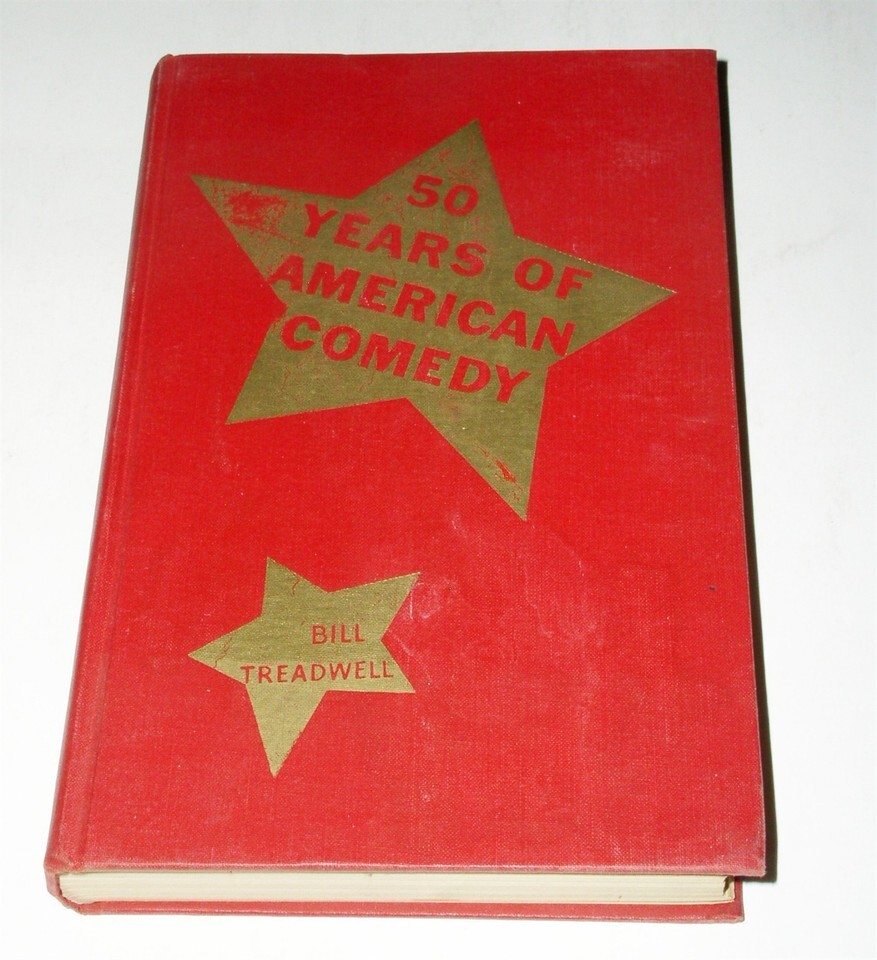 50
YEARS OF
AMERICAN
COMEDY
BILL
TREADWELL